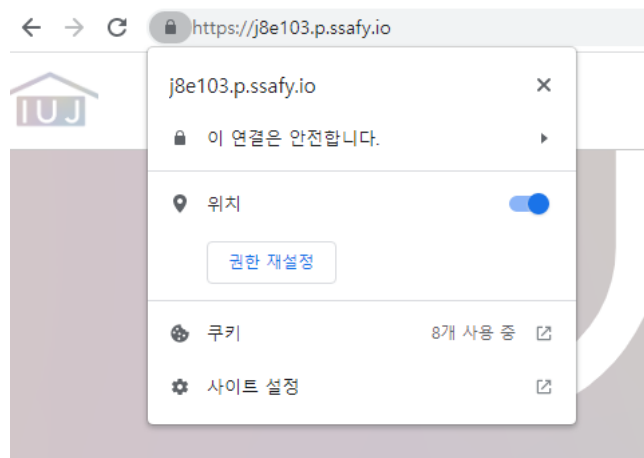 https://j8e103.p.ssafy.io
IUJ
j8e103.p.ssafy.io
이 연결은 안전합니다.
위치
권한 재설정
쿠키 8개 사용 중
사이트 설정